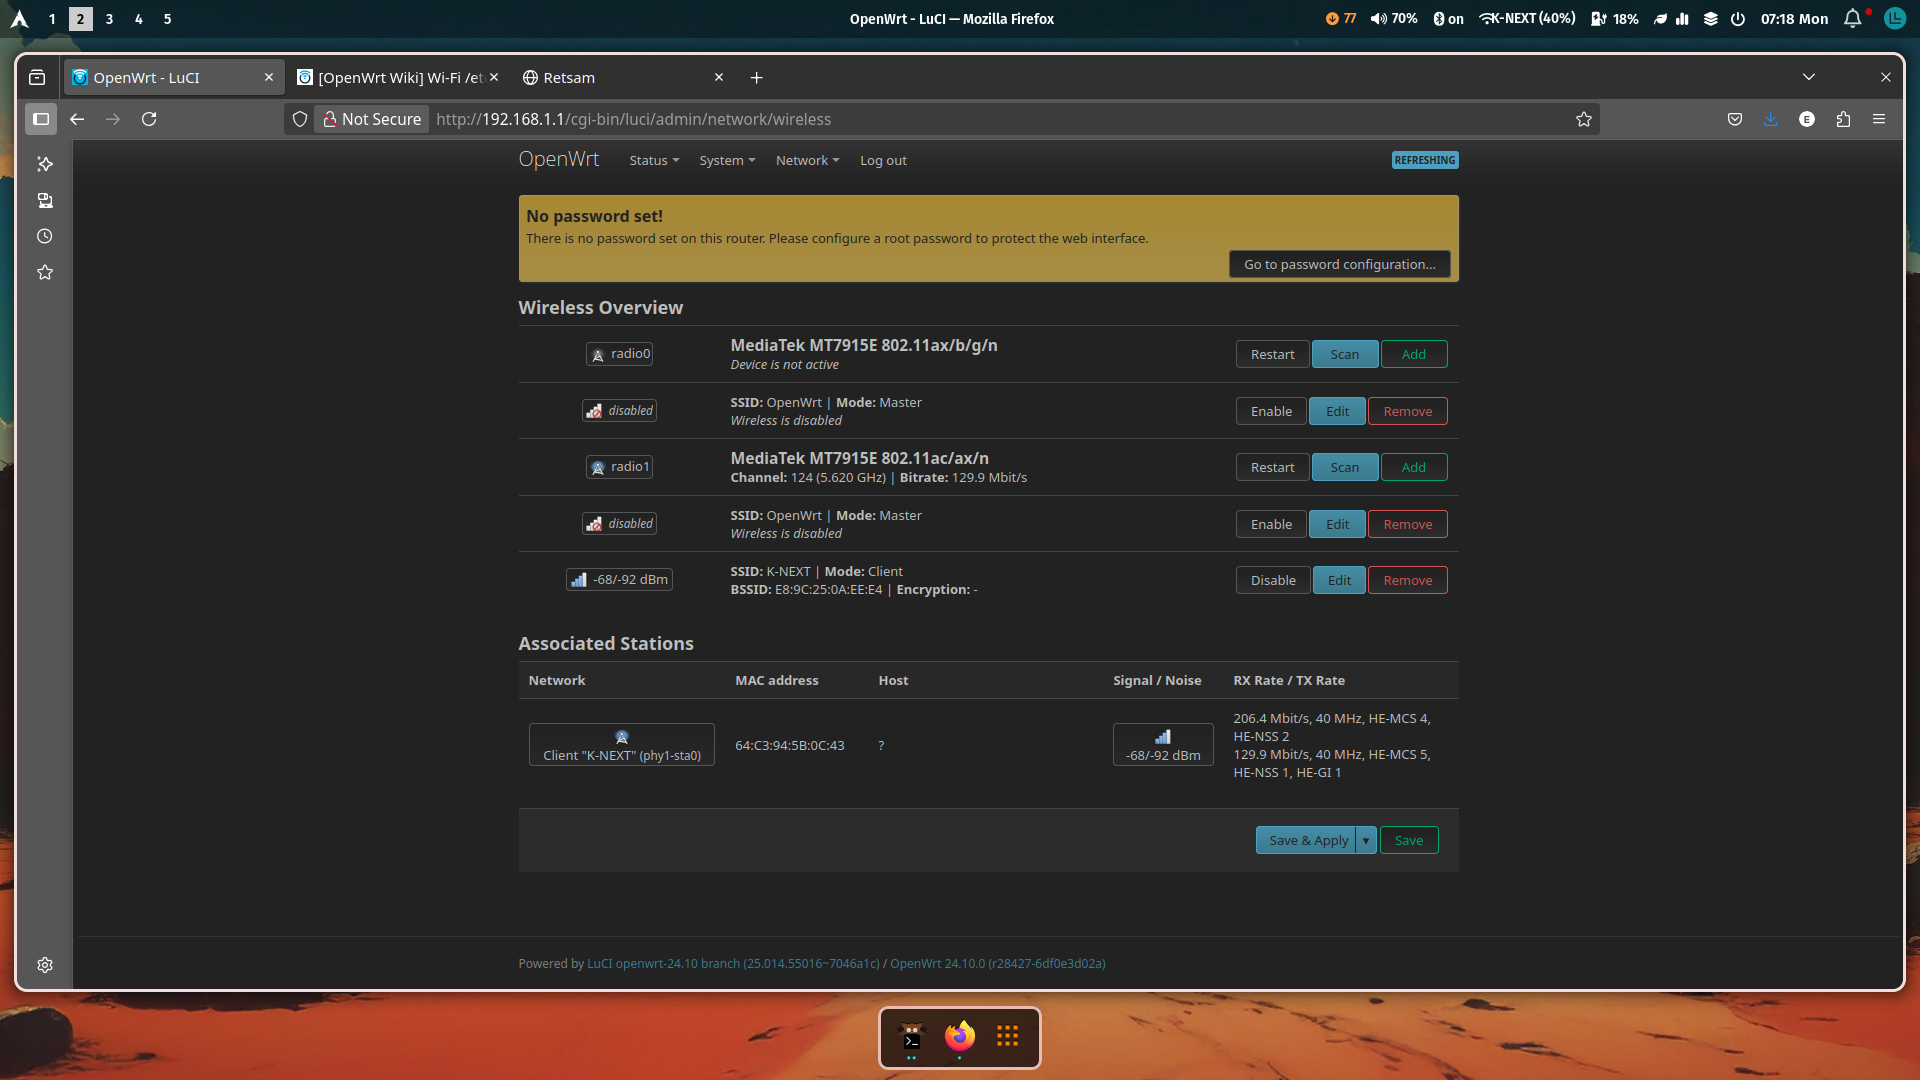 1 2 3 4 5
OpenWrt - LuCI — Mozilla Firefox
77 70% on K-NEXT (40%) 18% 07:18 Mon
OpenWrt - LuCI
[OpenWrt Wiki] Wi-Fi /et
Retsam
Not Secure http://192.168.1.1/cgi-bin/luci/admin/network/wireless
E
OpenWrt Status System Network Log out REFRESHING
No password set!
There is no password set on this router. Please configure a root password to protect the web interface.
Go to password configuration...
Wireless Overview
radio0 MediaTek MT7915E 802.11ax/b/g/n Restart Scan Add
Device is not active
disabled SSID: OpenWrt | Mode: Master Enable Edit Remove
Wireless is disabled
radio1 MediaTek MT7915E 802.11ac/ax/n Restart Scan Add
Channel: 124 (5.620 GHz) | Bitrate: 129.9 Mbit/s
disabled SSID: OpenWrt | Mode: Master Enable Edit Remove
Wireless is disabled
-68/-92 dBm SSID: K-NEXT | Mode: Client Disable Edit Remove
BSSID: E8:9C:25:0A:EE:E4 | Encryption: -
Associated Stations
Network MAC address Host Signal / Noise RX Rate / TX Rate
Client "K-NEXT" (phy1-sta0) 64:C3:94:5B:0C:43 ? -68/-92 dBm
206.4 Mbit/s, 40 MHz, HE-MCS 4,
HE-NSS 2
129.9 Mbit/s, 40 MHz, HE-MCS 5,
HE-NSS 1, HE-GI 1
Save & Apply Save
Powered by LuCI openwrt-24.10 branch (25.014.55016~7046a1c) / OpenWrt 24.10.0 (r28427-6df0e3d02a)